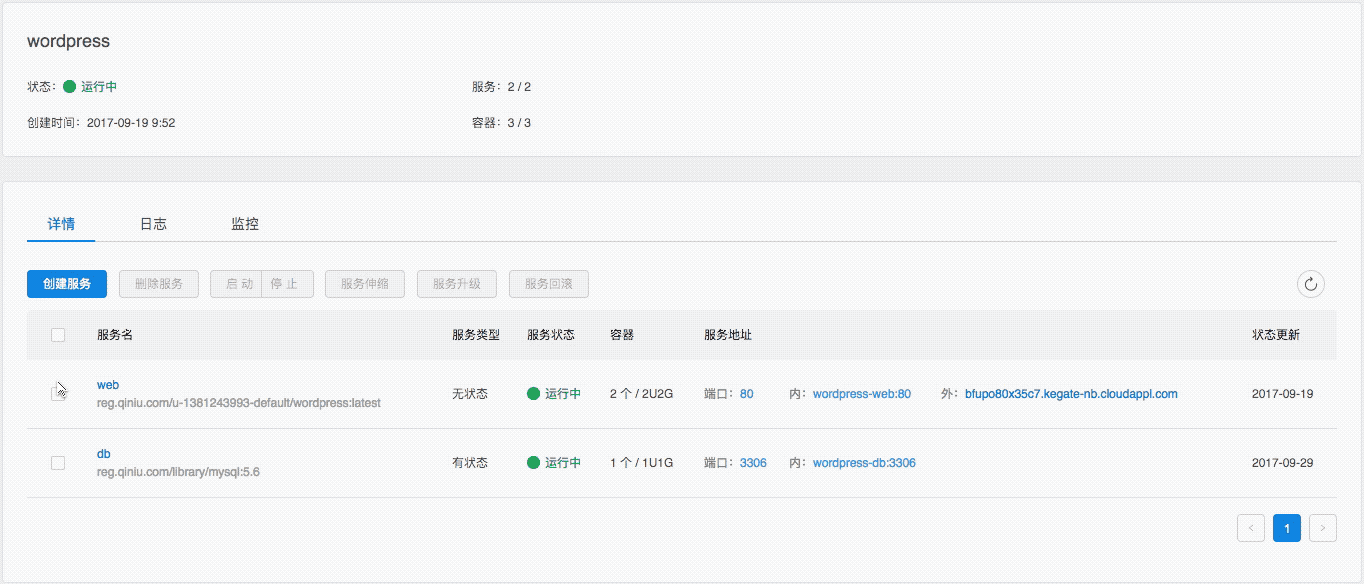 wordpress
状态： 运行中 服务：2 / 2
创建时间：2017-09-19 9:52 容器：3 / 3
详情 日志 监控
创建服务 删除服务 启 动 停 止 服务伸缩 服务升级 服务回滚
服务名 服务类型 服务状态 容器 服务地址 状态更新
web
reg.qiniu.com/u-1381243993-default/wordpress:latest
无状态 运行中 2 个 / 2U2G 端口：80 内：wordpress-web:80 外：bfupo80x35c7.kegate-nb.cloudappl.com 2017-09-19
db
reg.qiniu.com/library/mysql:5.6
有状态 运行中 1 个 / 1U1G 端口：3306 内：wordpress-db:3306 2017-09-29
< 1 >